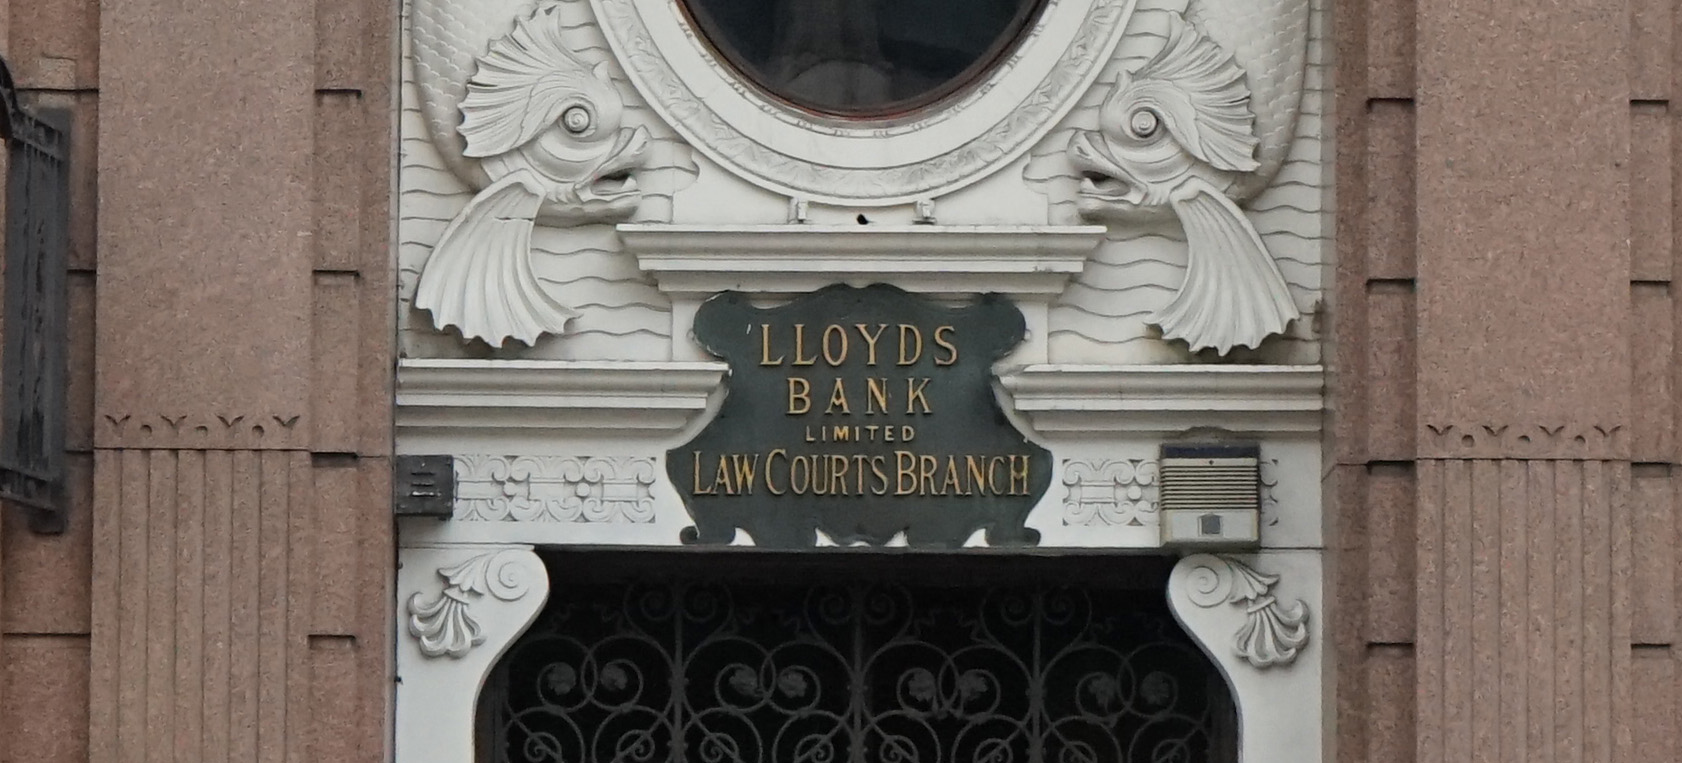 LLOYDS
BANK
LIMITED
LAW COURTS BRANCH